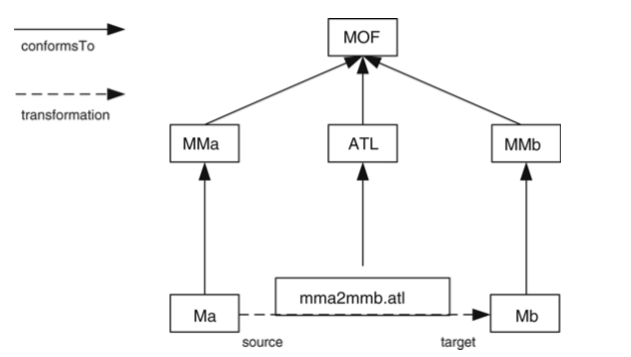 conformsTo
transformation
MOF
MMa
ATL
MMb
mma2mmb.atl
Ma
Mb
source
target